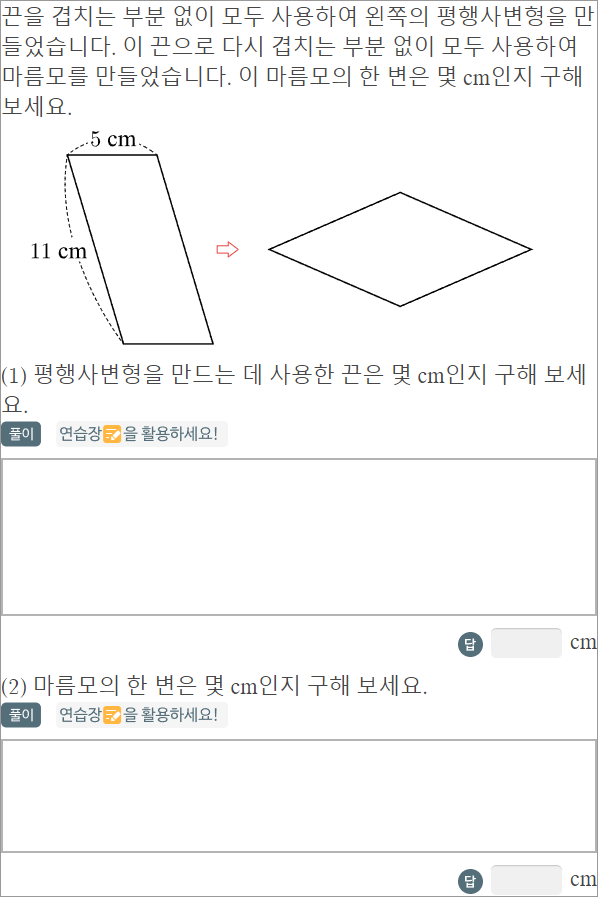 끈을 겹치는 부분 없이 모두 사용하여 왼쪽의 평행사변형을 만
들었습니다. 이 끈으로 다시 겹치는 부분 없이 모두 사용하여
마름모를 만들었습니다. 이 마름모의 한 변은 몇 cm인지 구해
보세요.
5 cm
11 cm
(1) 평행사변형을 만드는 데 사용한 끈은 몇 cm인지 구해 보세
요.
풀이 연습장을 활용하세요!
답 cm
(2) 마름모의 한 변은 몇 cm인지 구해 보세요.
풀이 연습장을 활용하세요!
답 cm